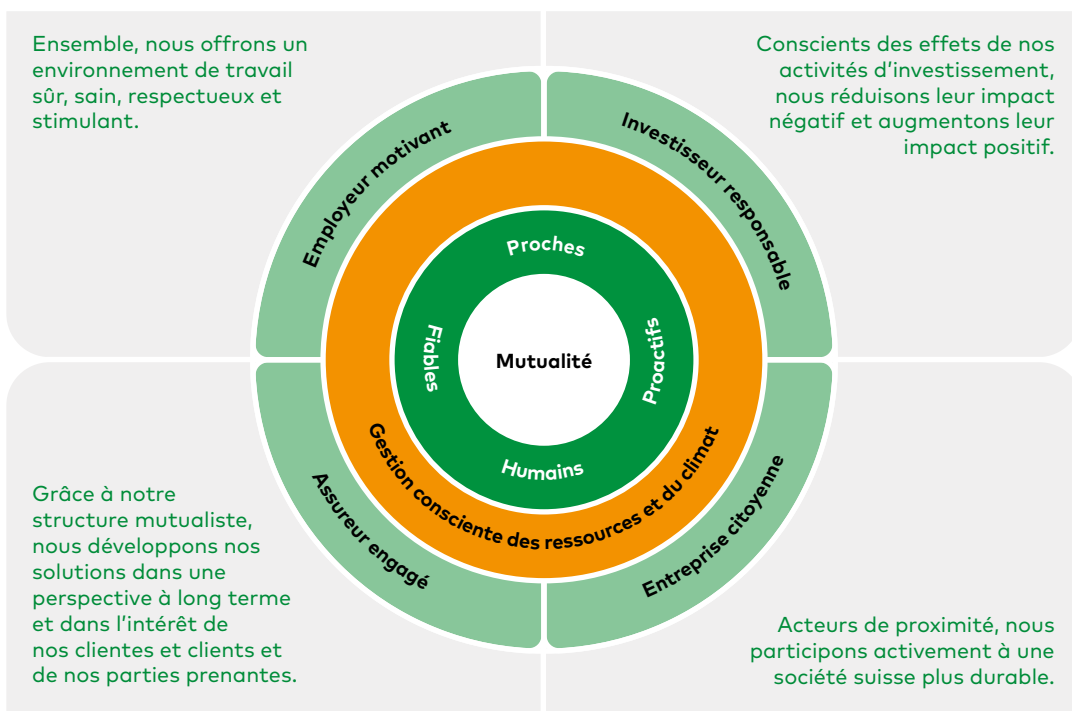 Ensemble, nous offrons un
environnement de travail
sûr, sain, respectueux et
stimulant.
Conscients des effets de nos
activités d’investissement,
nous réduisons leur impact
négatif et augmentons leur
impact positif.
Employeur motivant
Investisseur responsable
Proches
Fiables
Mutualité
Proactifs
Humains
Gestion consciente des ressources et du climat
Assureur engagé
Entreprise citoyenne
Grâce à notre
structure mutualiste,
nous développons nos
solutions dans une
perspective à long terme
et dans l’intérêt de
nos clientes et clients et
de nos parties prenantes.
Acteurs de proximité, nous
participons activement à une
société suisse plus durable.